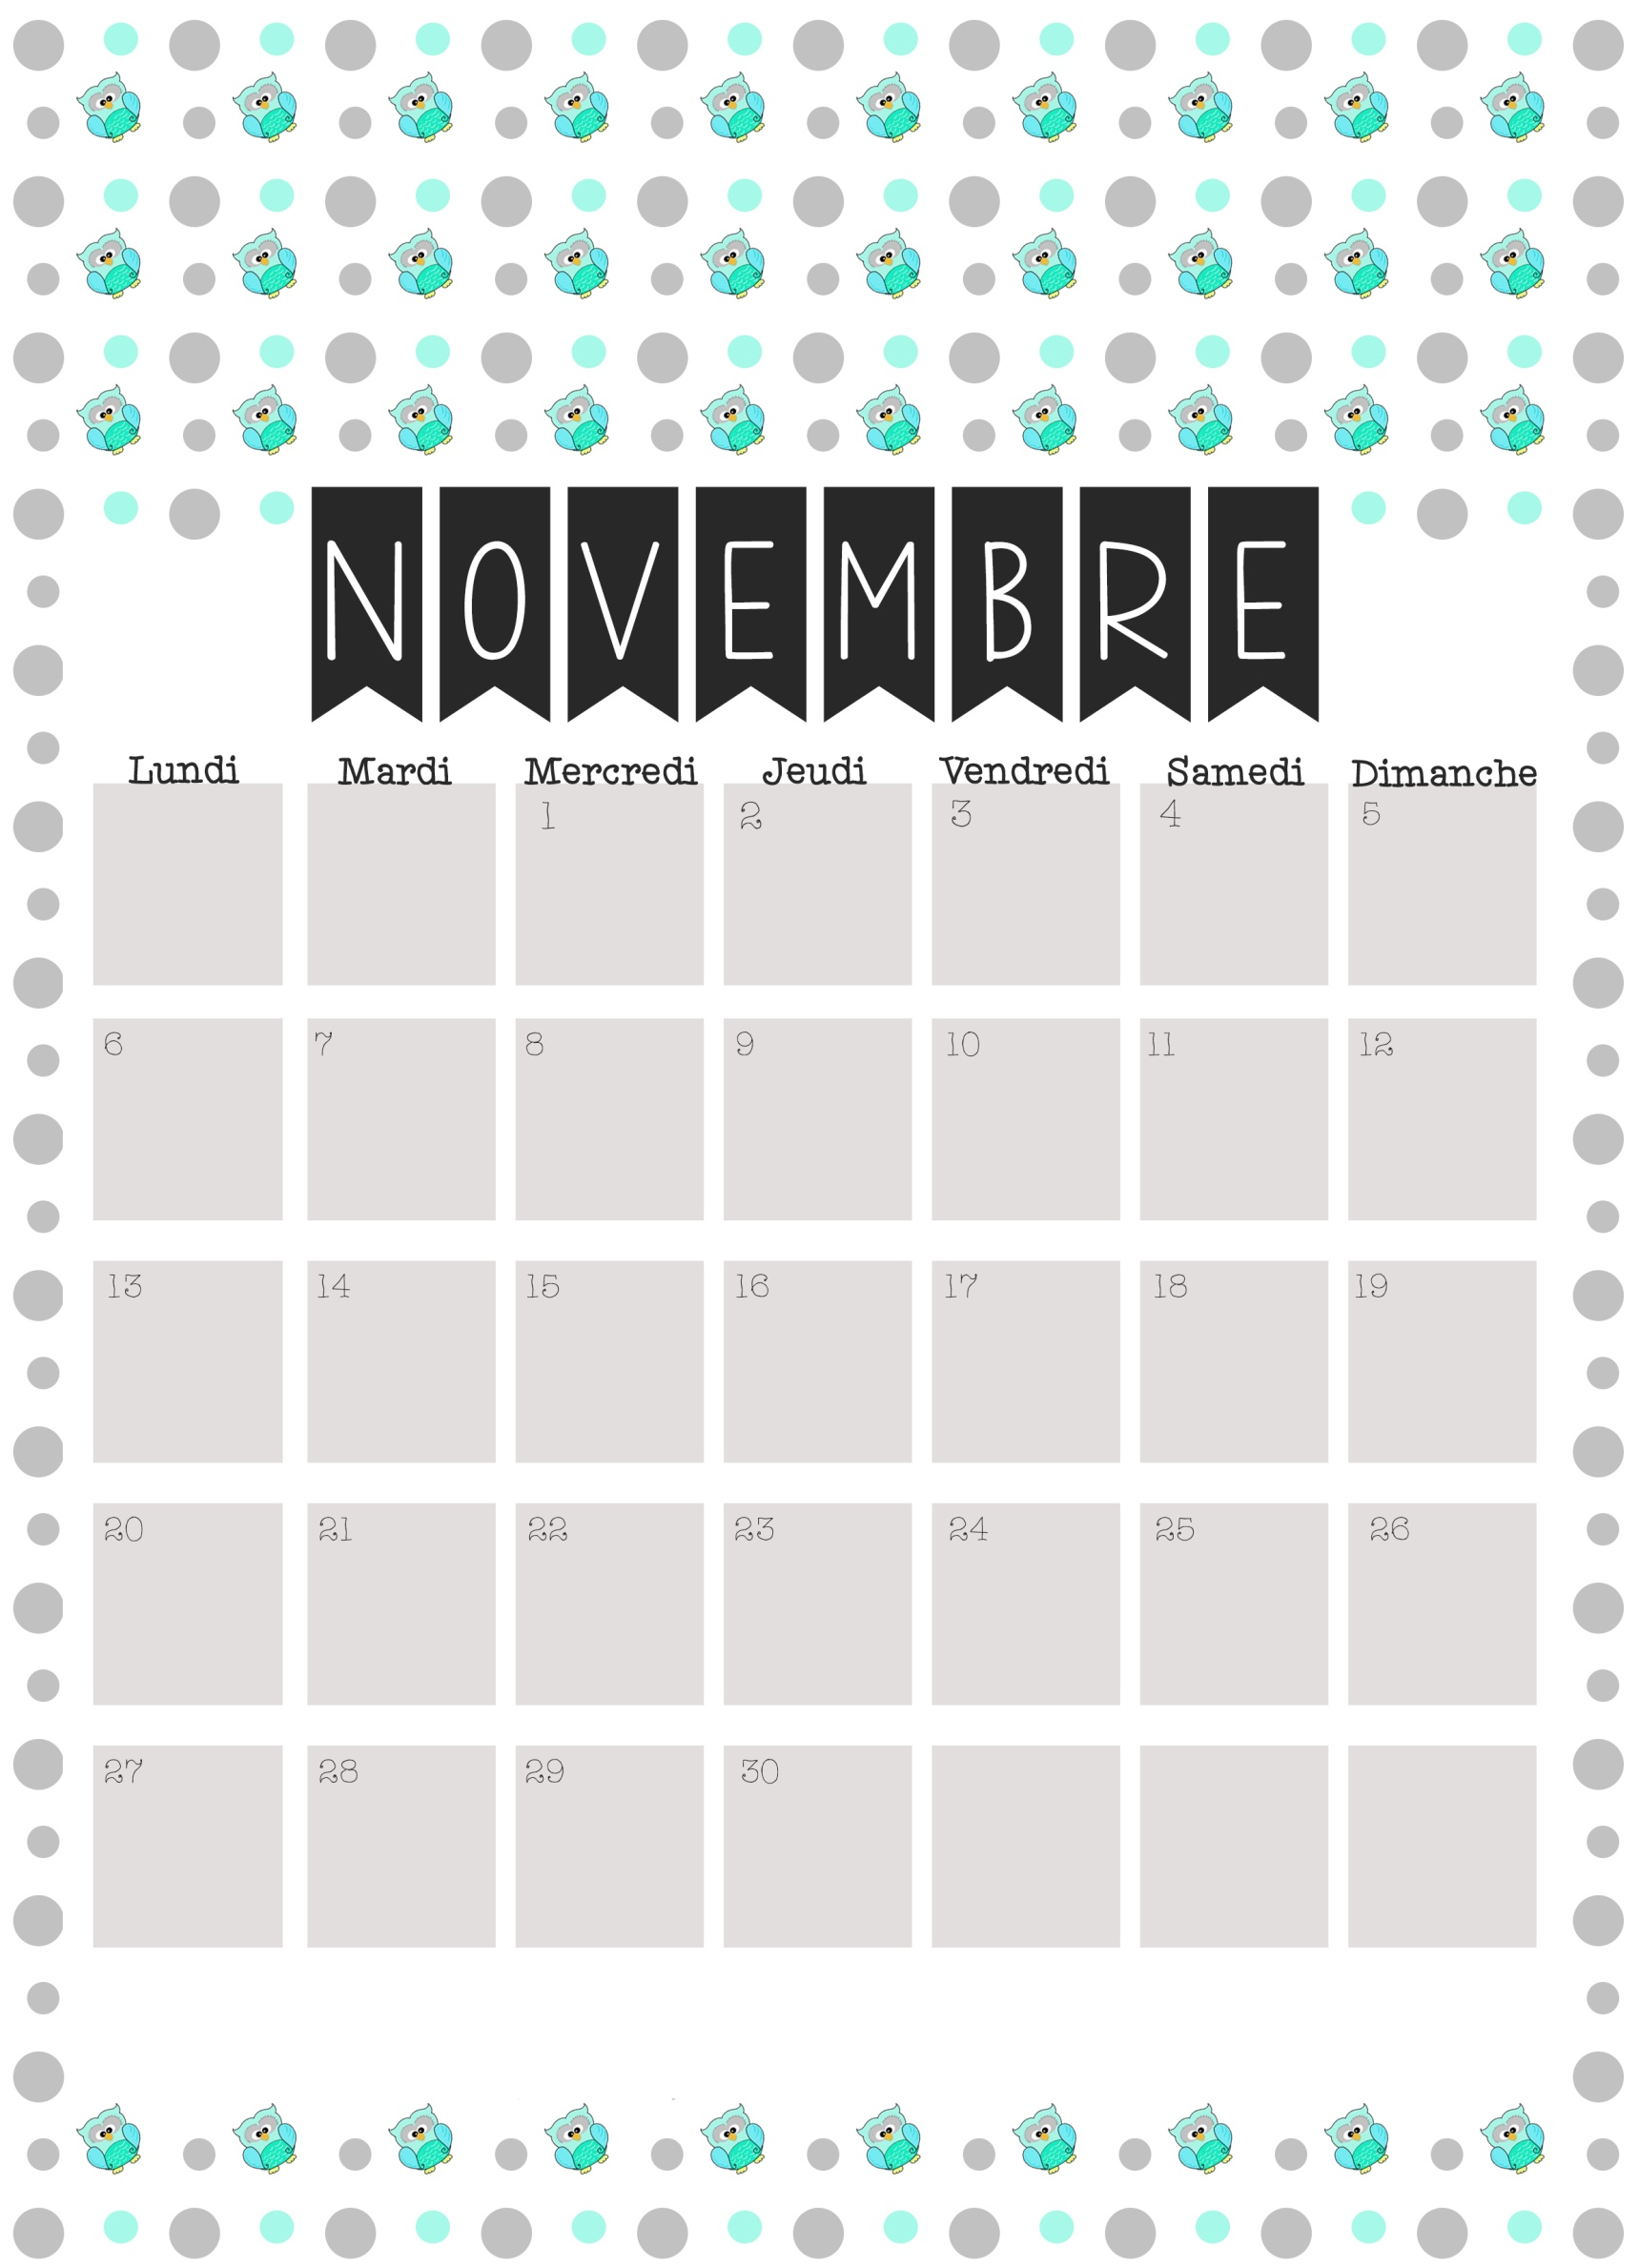 NOVEMBRE
Lundi Mardi Mercredi Jeudi Vendredi Samedi Dimanche
1 2 3 4 5
6 7 8 9 10 11 12
13 14 15 16 17 18 19
20 21 22 23 24 25 26
27 28 29 30